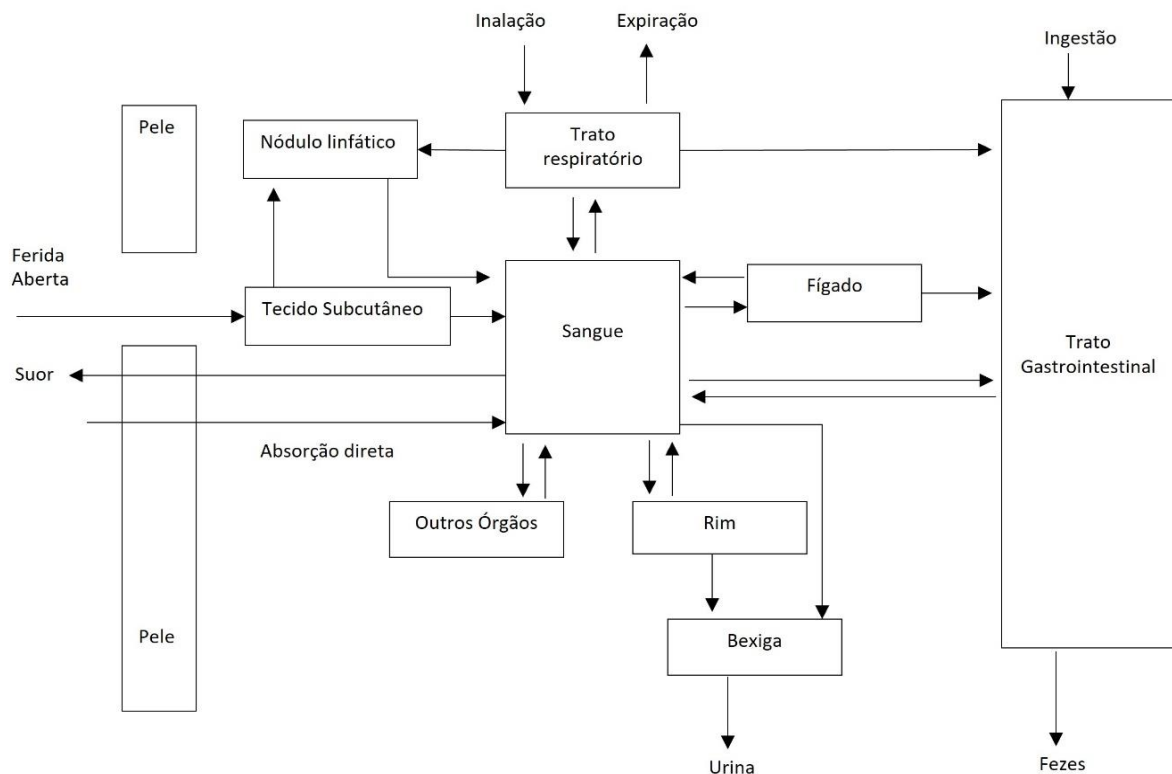 Inalação
Expiração
Ingestão
Pele
Nódulo linfático
Trato
respiratório
Ferida
Aberta
Tecido Subcutâneo
Sangue
Fígado
Trato
Gastrointestinal
Suor
Absorção direta
Outros Órgãos
Rim
Pele
Bexiga
Urina
Fezes